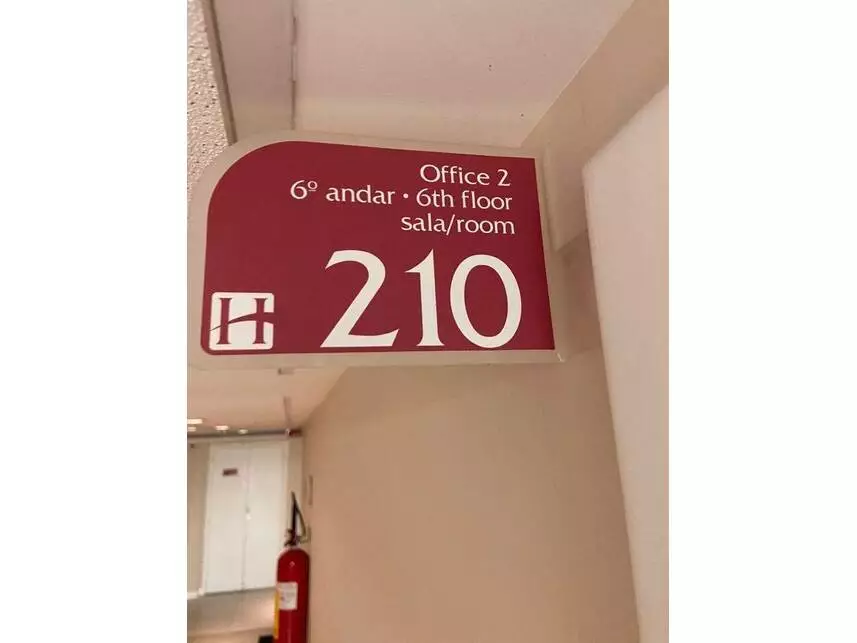 Office 2
6º andar • 6th floor
sala/room
210
H